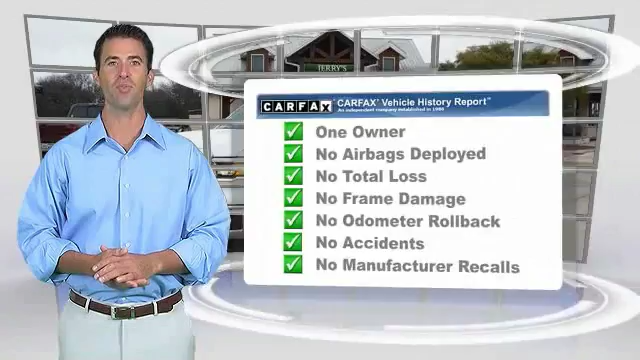 JERRY'S
CARFAX CARFAX Vehicle History Report™
An independent company established in 1986
One Owner
No Airbags Deployed
No Total Loss
No Frame Damage
No Odometer Rollback
No Accidents
No Manufacturer Recalls